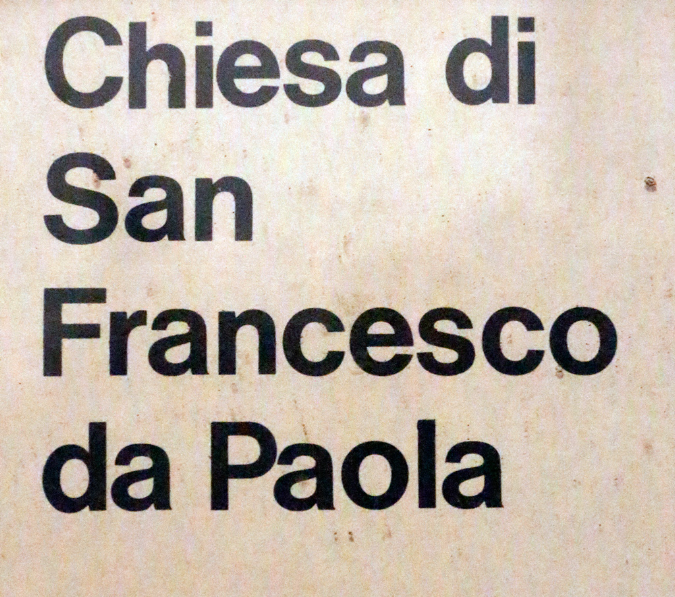 Chiesa di
San
Francesco
da Paola